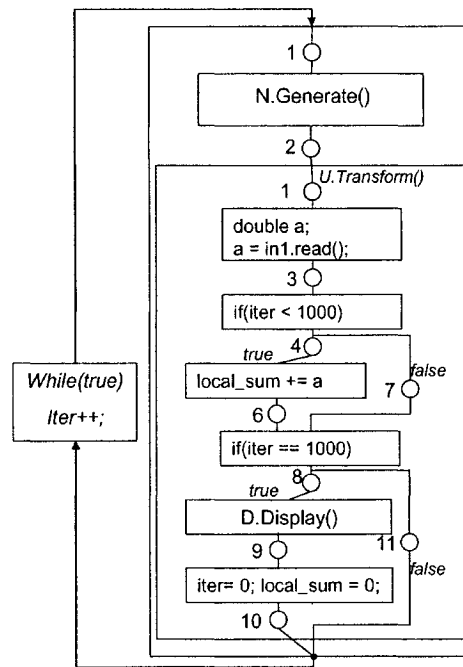 1
N.Generate()
2
U.Transform()
1
double a;
a = in1.read();
3
if(iter < 1000)
4
true
false
local_sum += a
7
While(true)
Iter++;
6
if(iter == 1000)
8
true
D.Display()
11
9
false
iter= 0; local_sum = 0;
10